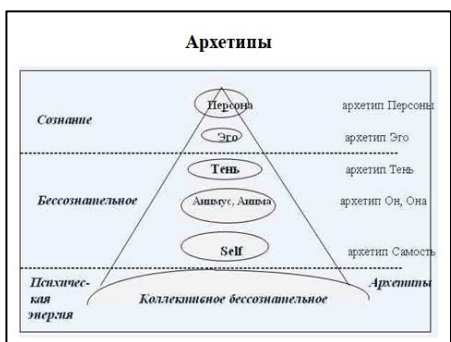 Архетипы
Персона
архетип Персоны
Сознание
Эго
архетип Эго
Тень
архетип Тень
Бессознательное
Анимус, Анима
архетип Он, Она
Self
архетип Самость
Психичес-
кая
энергия
Архетипы
Коллективное бессознательное